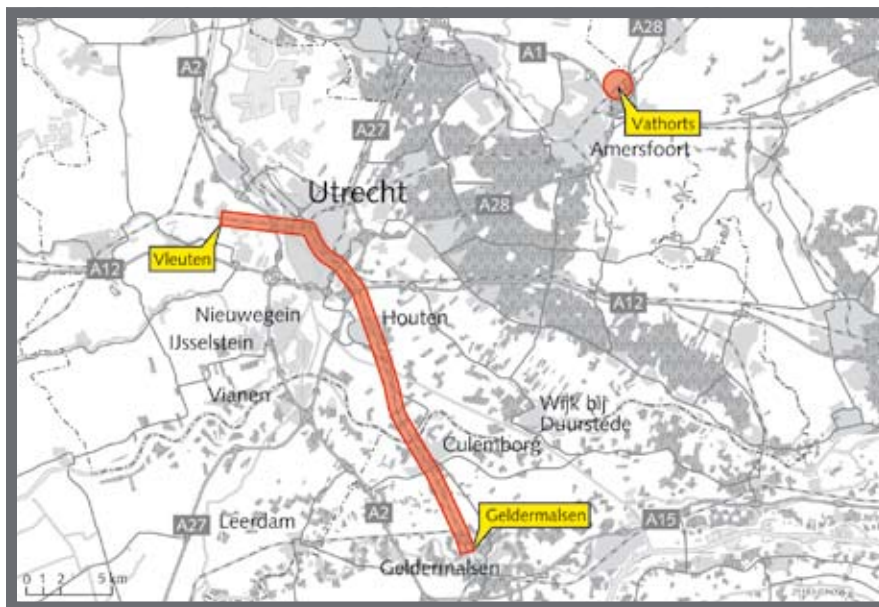 A28
A1
A2
Vathorts
A27
Amersfoort
Utrecht
A28
Vleuten
A12
A12
Nieuwegein
Houten
IJsselstein
Vianen
Wijk bij
Duurstede
Culemborg
Geldermalsen
A27
Leerdam
A2
A15
Geldermalsen
0 1 2 5 km